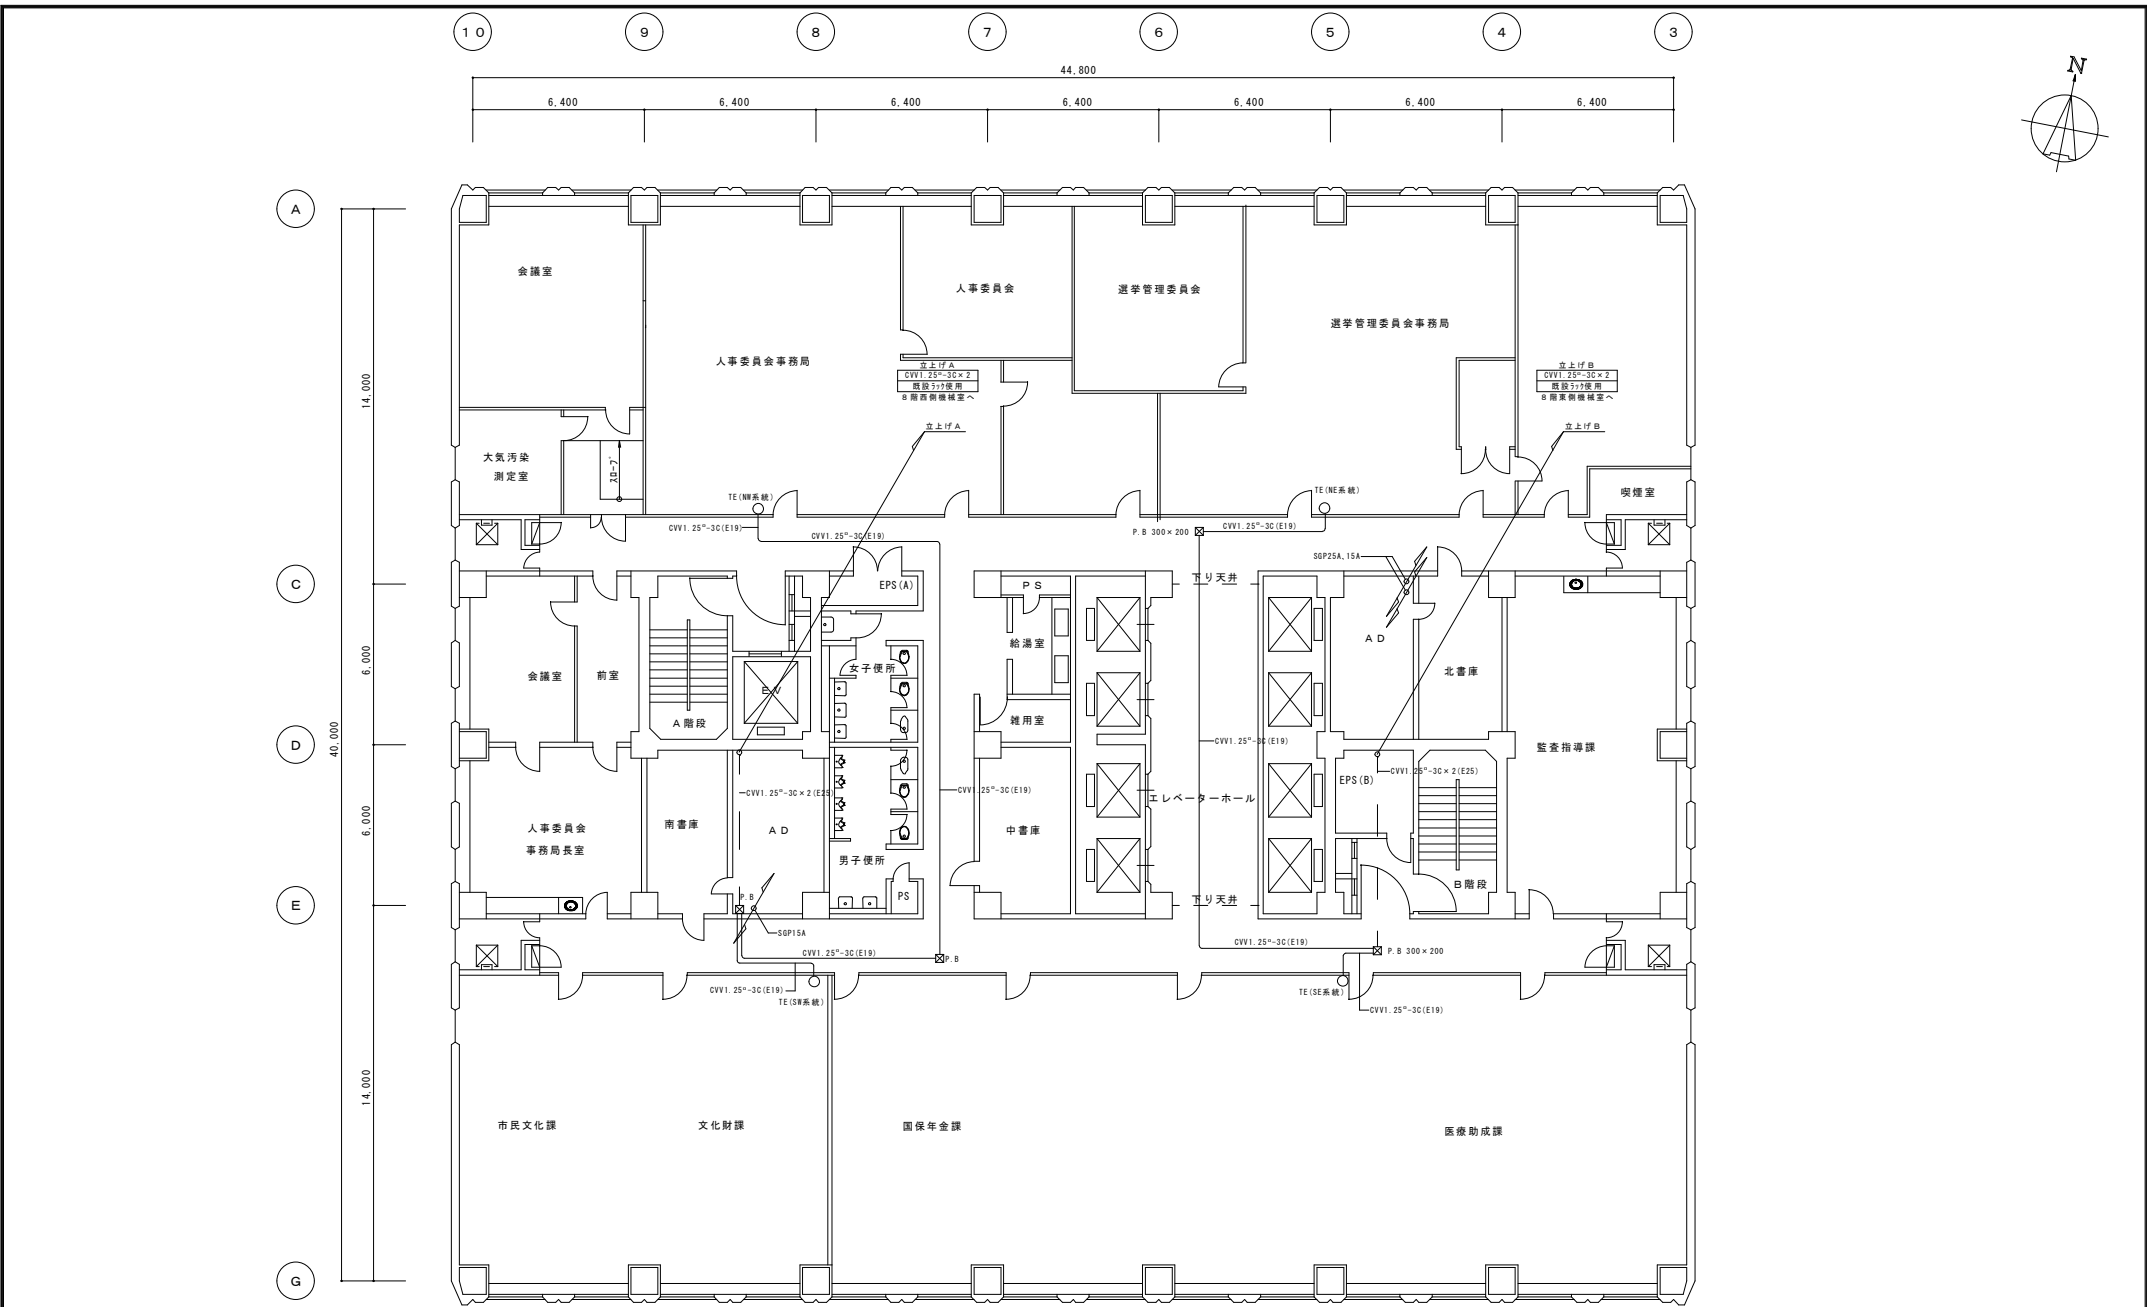 10 9 8 7 6 5 4 3
N
44,800
6,400 6,400 6,400 6,400 6,400 6,400 6,400
A
会議室
人事委員会
選挙管理委員会
選挙管理委員会事務局
人事委員会事務局
立上げA
CVV1.25□-3C×2
既設ラック使用
8階西側機械室へ
立上げB
CVV1.25□-3C×2
既設ラック使用
8階東側機械室へ
14,000
立上げA
立上げB
大気汚染
測定室
スロープ
TE(NW系統)
TE(NE系統)
喫煙室
CVV1.25□-3C(E19)
CVV1.25□-3C(E19)
P.B 300×200
CVV1.25□-3C(E19)
SGP25A,15A
C
EPS(A)
PS
下り天井
AD
給湯室
6,000
会議室
前室
女子便所
北書庫
EV
A階段
雑用室
D
40,000
CVV1.25□-3C(E19)
監査指導課
CVV1.25□-3C×2(E25)
EPS(B)
CVV1.25□-3C×2(E25)
CVV1.25□-3C(E19)
エレベーターホール
6,000
人事委員会
事務局長室
南書庫
AD
中書庫
男子便所
B階段
P.B
PS
下り天井
E
SGP15A
CVV1.25□-3C(E19)
P.B
CVV1.25□-3C(E19)
P.B 300×200
CVV1.25□-3C(E19)
TE(SW系統)
TE(SE系統)
CVV1.25□-3C(E19)
14,000
市民文化課
文化財課
国保年金課
医療助成課
G